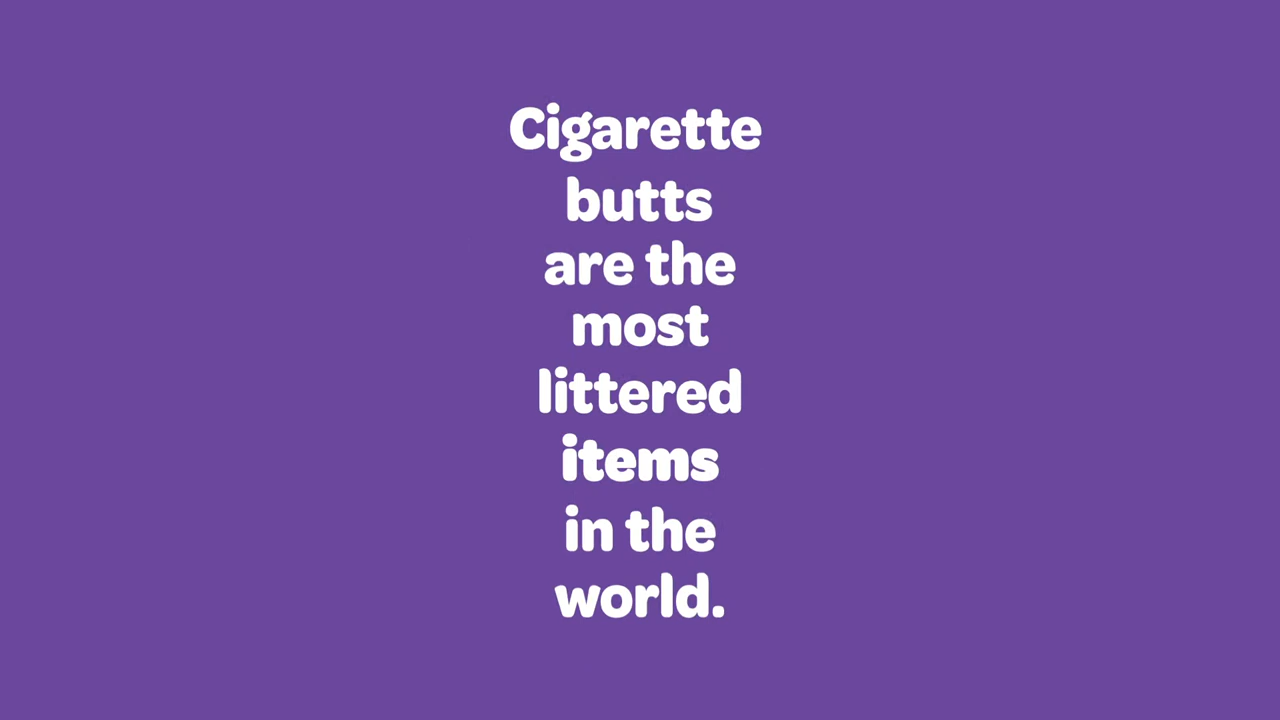 Cigarette
butts
are the
most
littered
items
in the
world.